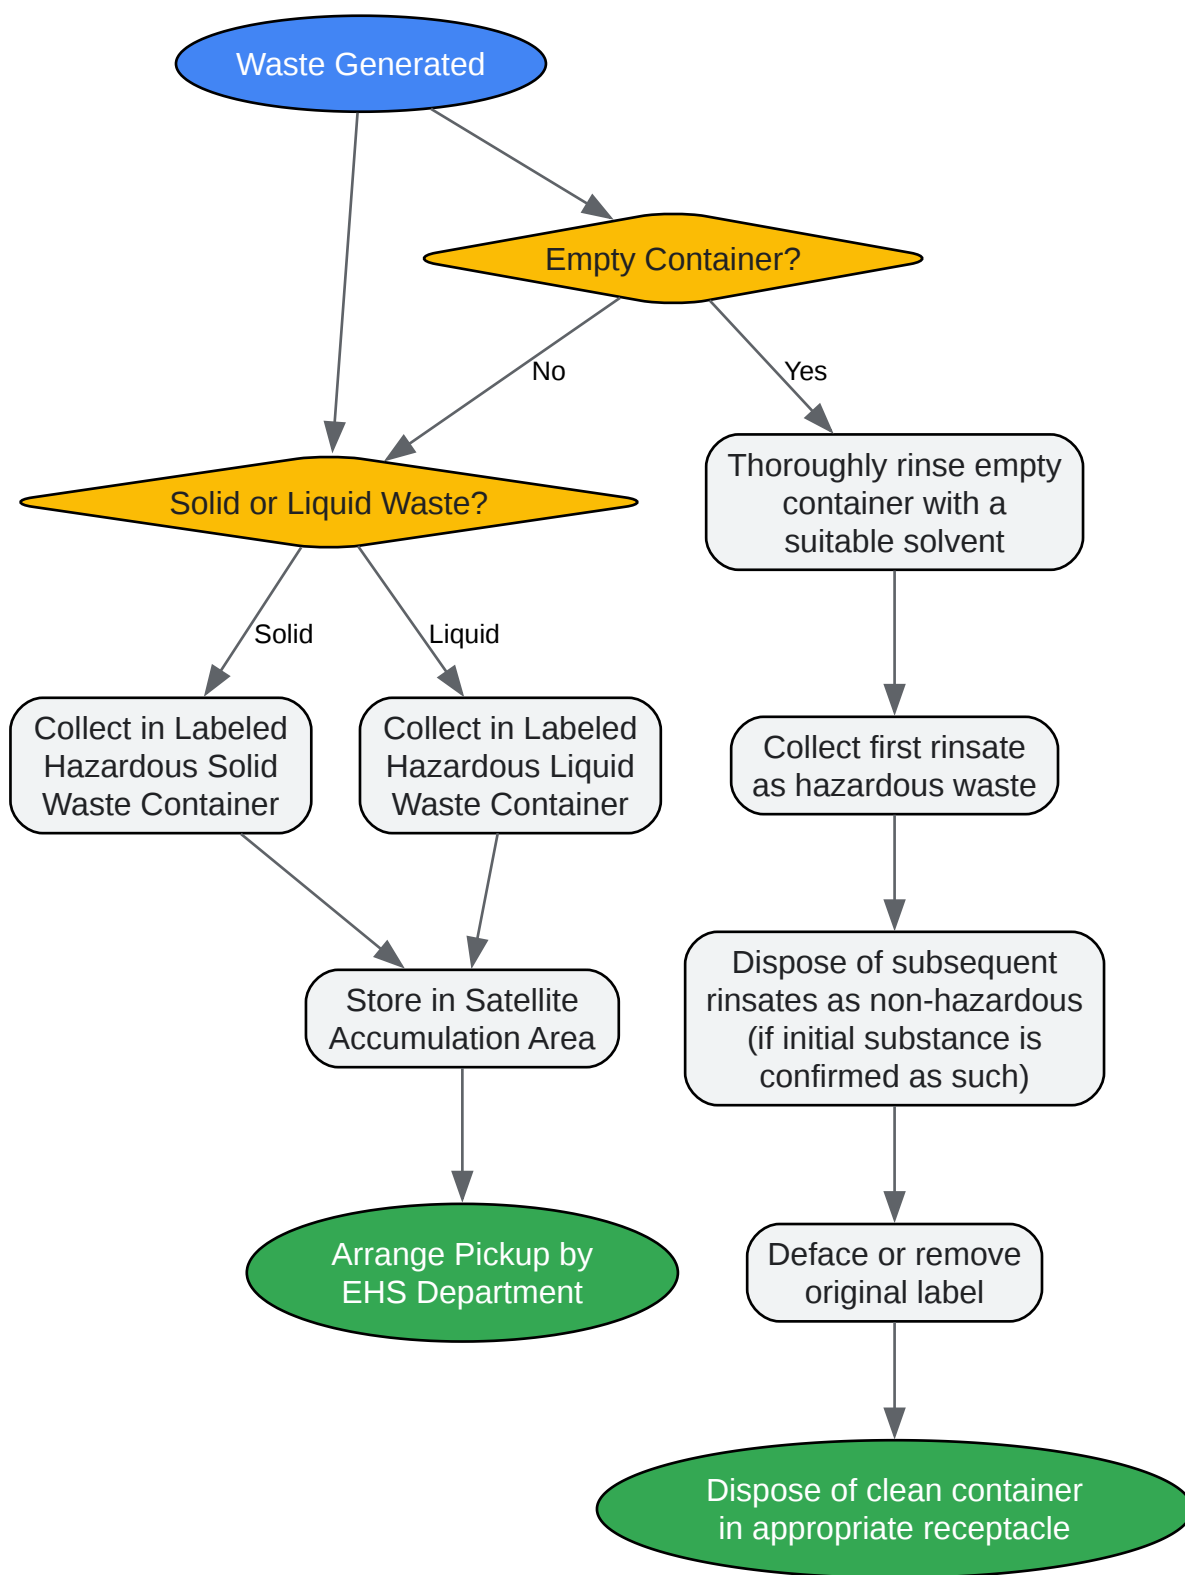 Waste Generated
Empty Container?
No
Yes
Thoroughly rinse empty
container with a
suitable solvent
Solid or Liquid Waste?
Solid
Liquid
Collect in Labeled
Hazardous Solid
Waste Container
Collect in Labeled
Hazardous Liquid
Waste Container
Collect first rinsate
as hazardous waste
Store in Satellite
Accumulation Area
Dispose of subsequent
rinsates as non-hazardous
(if initial substance is
confirmed as such)
Arrange Pickup by
EHS Department
Deface or remove
original label
Dispose of clean container
in appropriate receptacle